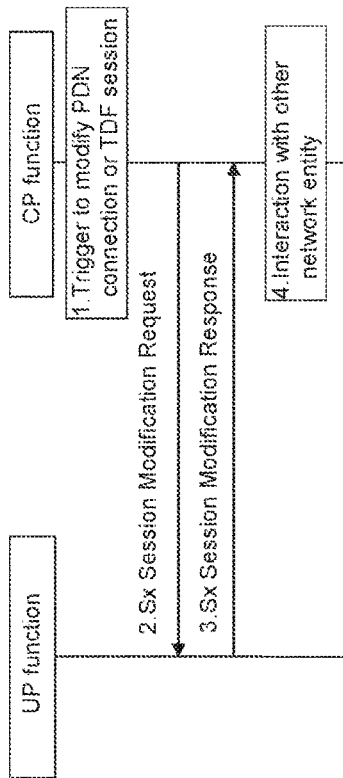 UP function
CP function
1.Trigger to modify PDN
connection or TDF session
2.Sx Session Modification Request
3.Sx Session Modification Response
4.Interaction with other
network entity